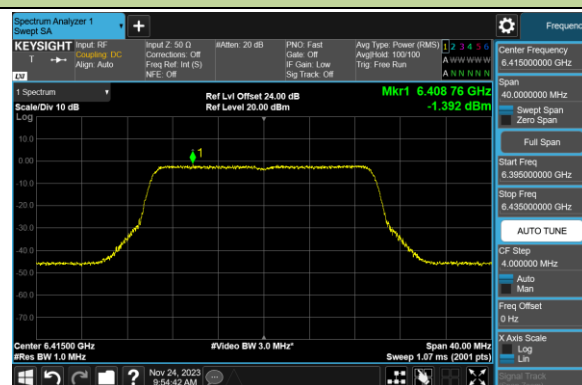 Spectrum Analyzer 1
Swept SA
Frequen
KEYSIGHT
Input: RF
Coupling: DC
Align: Auto
Input Z: 50 Ω
Corrections: Off
Freq Ref: Int (S)
NFE: Off
#Atten: 20 dB
PNO: Fast
Gate: Off
IF Gain: Low
Sig Track: Off
Avg Type: Power (RMS)
Avg|Hold: 100/100
Trig: Free Run
1 2 3 4 5 6
A W W W W W
A N N N N N
T
LVI
Center Frequency
6.415000000 GHz
Span
40.0000000 MHz
Swept Span
Zero Span
Full Span
Start Freq
6.395000000 GHz
Stop Freq
6.435000000 GHz
AUTO TUNE
CF Step
4.000000 MHz
Auto
Man
Freq Offset
0 Hz
X Axis Scale
Log
Lin
Signal Track
1 Spectrum
Scale/Div 10 dB
Log
Ref Lvl Offset 24.00 dB
Ref Level 20.00 dBm
Mkr1 6.408 76 GHz
-1.392 dBm
1
10.0
0.00
-10.0
-20.0
-30.0
-40.0
-50.0
-60.0
-70.0
Center 6.41500 GHz
#Res BW 1.0 MHz
#Video BW 3.0 MHz*
Span 40.00 MHz
Sweep 1.07 ms (2001 pts)
Nov 24, 2023
9:54:42 AM